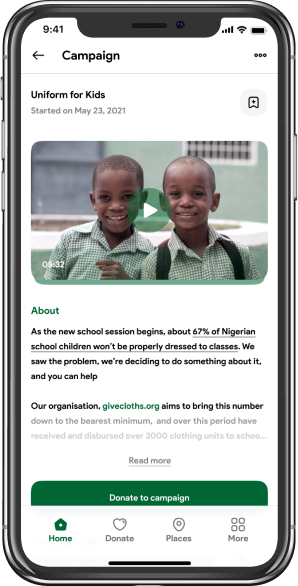 9:41
Campaign
Uniform for Kids
Started on May 23, 2021
05:32
About
As the new school session begins, about 67% of Nigerian
school children won't be properly dressed to classes. We
saw the problem, we're deciding to do something about it,
and you can help
Our organisation, givecloths.org aims to bring this number
down to the bearest minimum, and over this period have
received and disbursed over 3000 clothing units to schoo...
Read more
Donate to campaign
Home
Donate
Places
More